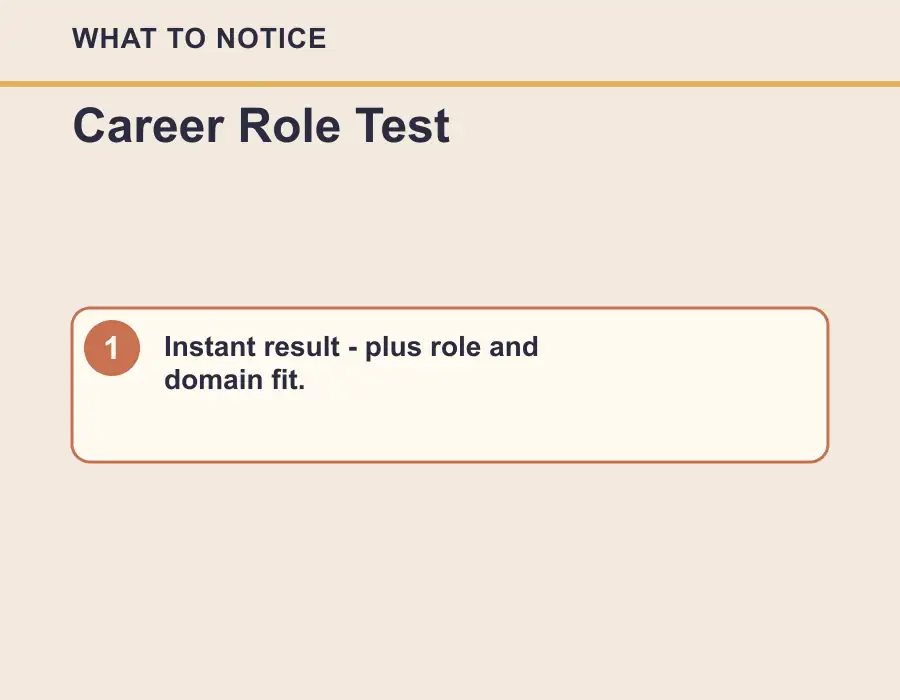 WHAT TO NOTICE
Career Role Test
1
Instant result - plus role and
domain fit.